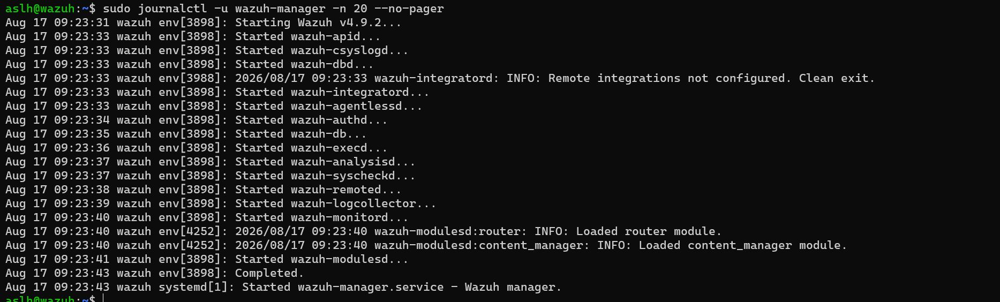 aslh@wazuh:~$ sudo journalctl -u wazuh-manager -n 20 --no-pager
Aug 17 09:23:31 wazuh env[3898]: Starting Wazuh v4.9.2...
Aug 17 09:23:33 wazuh env[3898]: Started wazuh-apid...
Aug 17 09:23:33 wazuh env[3898]: Started wazuh-csyslogd...
Aug 17 09:23:33 wazuh env[3898]: Started wazuh-dbd...
Aug 17 09:23:33 wazuh env[3988]: 2026/08/17 09:23:33 wazuh-integratord: INFO: Remote integrations not configured. Clean exit.
Aug 17 09:23:33 wazuh env[3898]: Started wazuh-integratord...
Aug 17 09:23:33 wazuh env[3898]: Started wazuh-agentlessd...
Aug 17 09:23:34 wazuh env[3898]: Started wazuh-authd...
Aug 17 09:23:35 wazuh env[3898]: Started wazuh-db...
Aug 17 09:23:36 wazuh env[3898]: Started wazuh-execd...
Aug 17 09:23:37 wazuh env[3898]: Started wazuh-analysisd...
Aug 17 09:23:37 wazuh env[3898]: Started wazuh-syscheckd...
Aug 17 09:23:38 wazuh env[3898]: Started wazuh-remoted...
Aug 17 09:23:39 wazuh env[3898]: Started wazuh-logcollector...
Aug 17 09:23:40 wazuh env[3898]: Started wazuh-monitord...
Aug 17 09:23:40 wazuh env[4252]: 2026/08/17 09:23:40 wazuh-modulesd:router: INFO: Loaded router module.
Aug 17 09:23:40 wazuh env[4252]: 2026/08/17 09:23:40 wazuh-modulesd:content_manager: INFO: Loaded content_manager module.
Aug 17 09:23:41 wazuh env[3898]: Started wazuh-modulesd...
Aug 17 09:23:43 wazuh env[3898]: Completed.
Aug 17 09:23:43 wazuh systemd[1]: Started wazuh-manager.service - Wazuh manager.
aslh@wazuh:~$